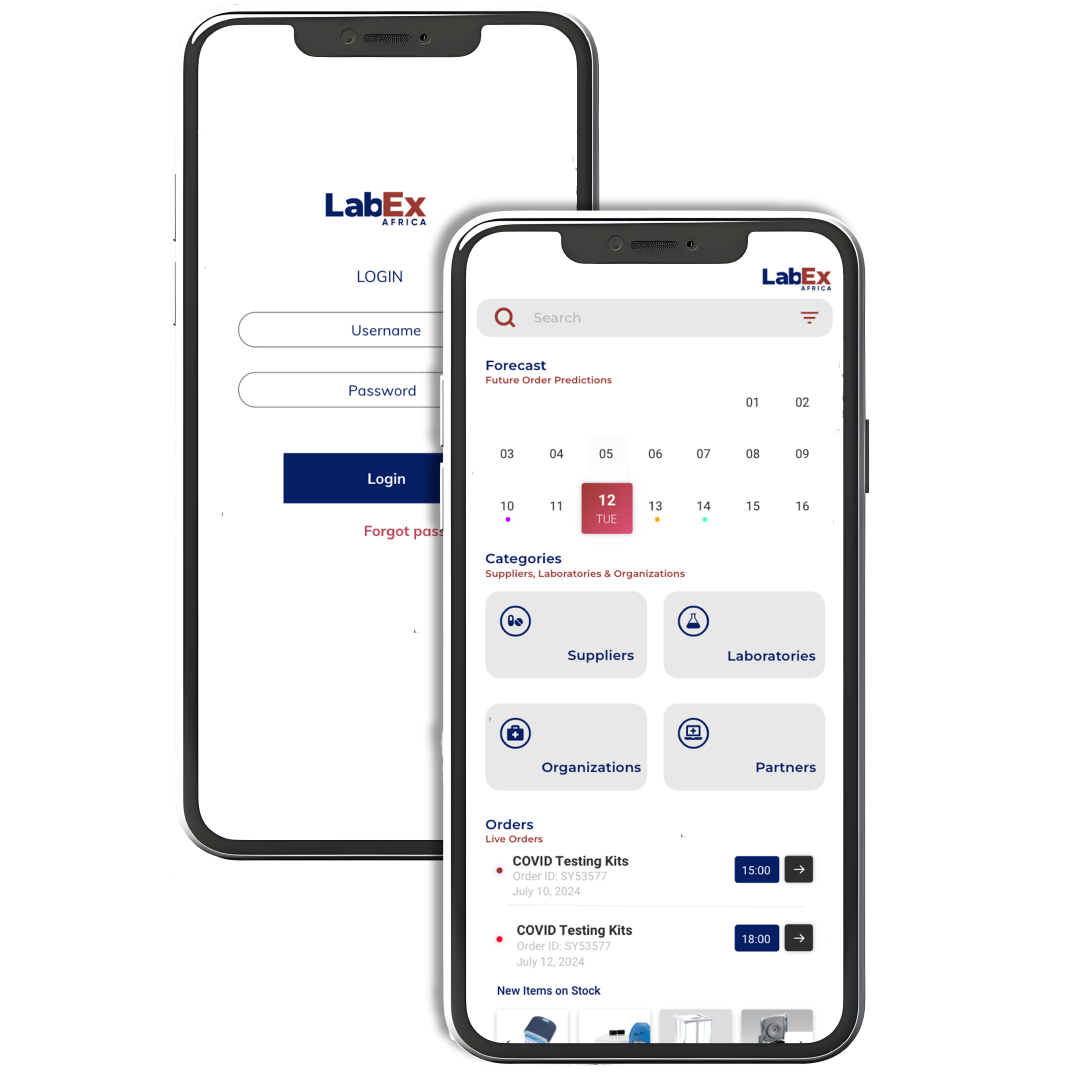 LabEx
AFRICA
LOGIN
Username
Password
Login
Forgot pass
LabEx
AFRICA
Search
Forecast
Future Order Predictions
01 02
03 04 05 06 07 08 09
10 11 12 13 14 15 16
TUE
Categories
Suppliers, Laboratories & Organizations
Suppliers
Laboratories
Organizations
Partners
Orders
Live Orders
COVID Testing Kits
Order ID: SY53577
July 10, 2024
15:00
COVID Testing Kits
Order ID: SY53577
July 12, 2024
18:00
New Items on Stock